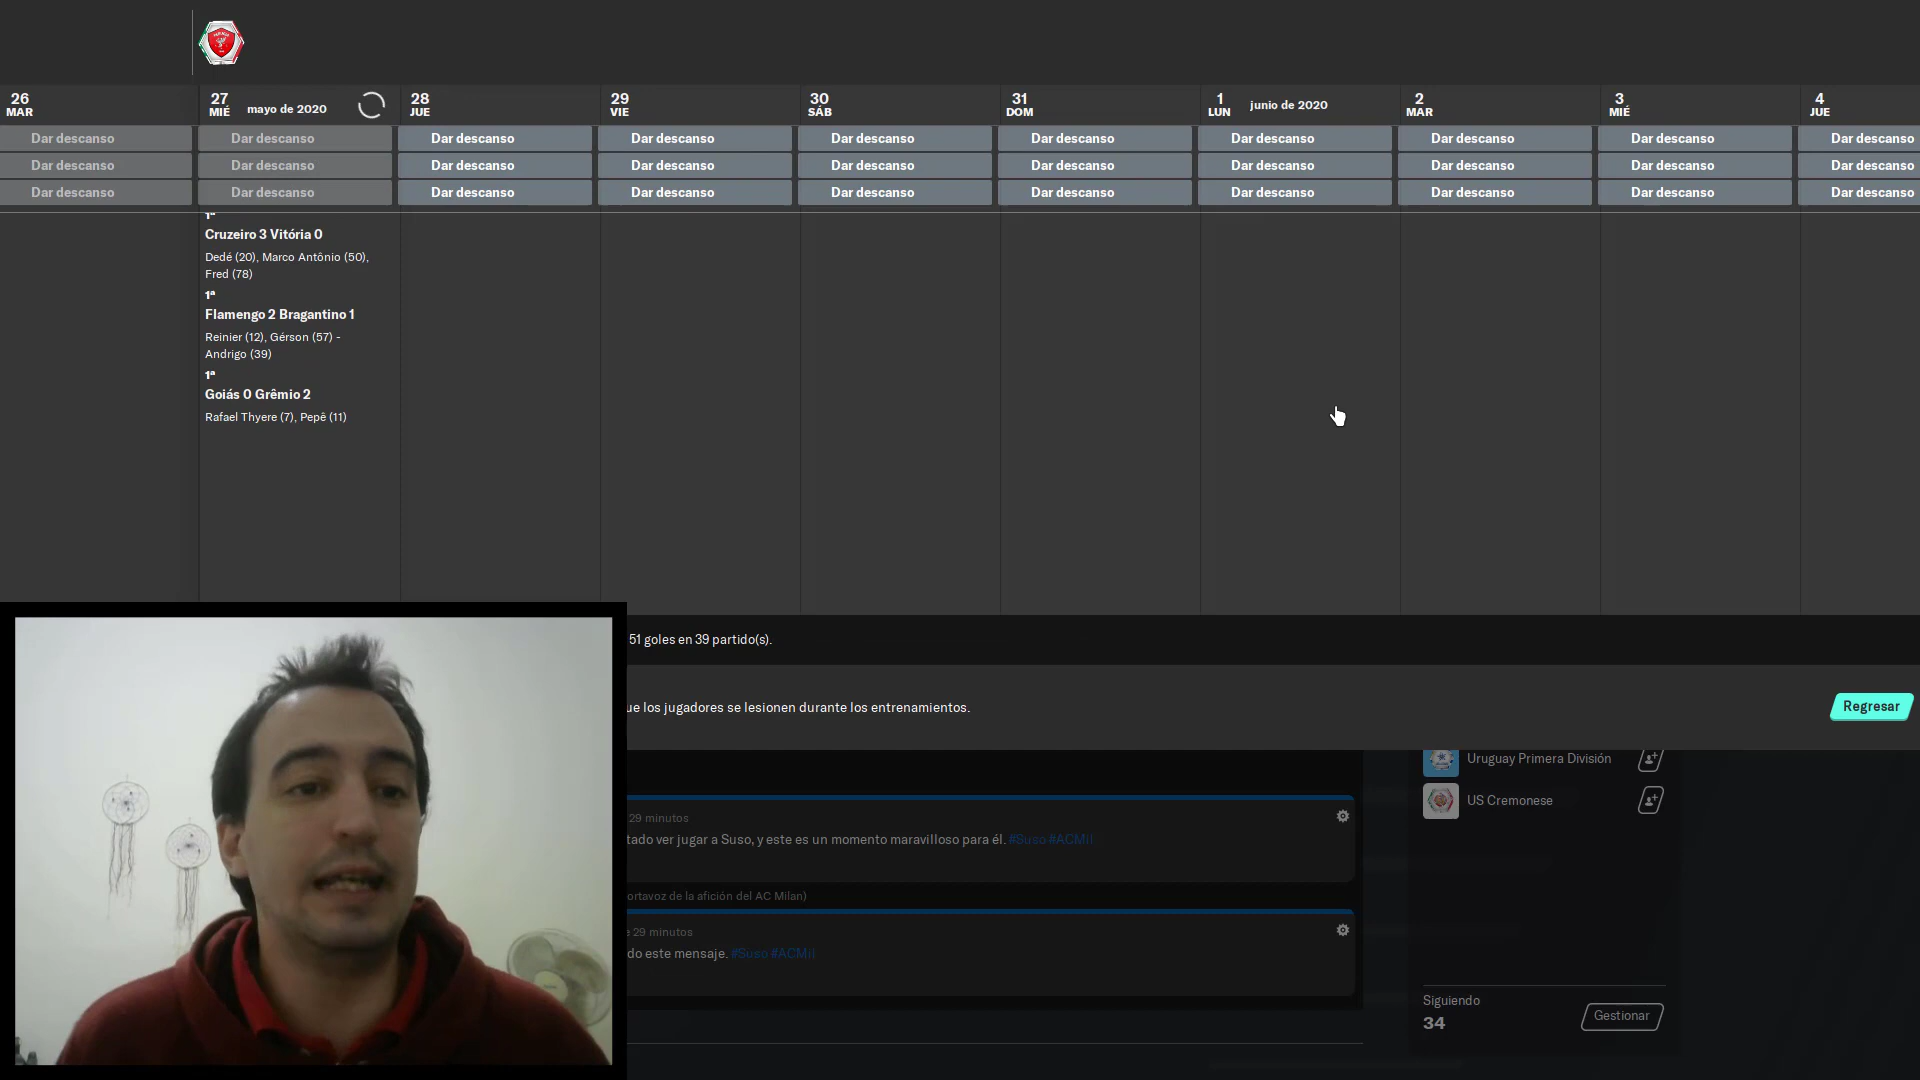 26
MAR
27
MIÉ
mayo de 2020
28
JUE
29
VIE
30
SÁB
31
DOM
1
LUN
junio de 2020
2
MAR
3
MIÉ
4
JUE
Dar descanso Dar descanso Dar descanso Dar descanso Dar descanso Dar descanso Dar descanso Dar descanso Dar descanso Dar descanso
Dar descanso Dar descanso Dar descanso Dar descanso Dar descanso Dar descanso Dar descanso Dar descanso Dar descanso Dar descanso
Dar descanso Dar descanso Dar descanso Dar descanso Dar descanso Dar descanso Dar descanso Dar descanso Dar descanso Dar descanso
1ª
Cruzeiro 3 Vitória 0
Dedé (20), Marco Antônio (50),
Fred (78)
1ª
Flamengo 2 Bragantino 1
Reinier (12), Gérson (57) -
Andrigo (39)
1ª
Goiás 0 Grêmio 2
Rafael Thyere (7), Pepê (11)
51 goles en 39 partido(s).
ue los jugadores se lesionen durante los entrenamientos.
Regresar
Uruguay Primera División
US Cremonese
29 minutos
tado ver jugar a Suso, y este es un momento maravilloso para él. #Suso #ACMil
ortavoz de la afición del AC Milan)
e 29 minutos
do este mensaje. #Suso #ACMil
Siguiendo
34
Gestionar